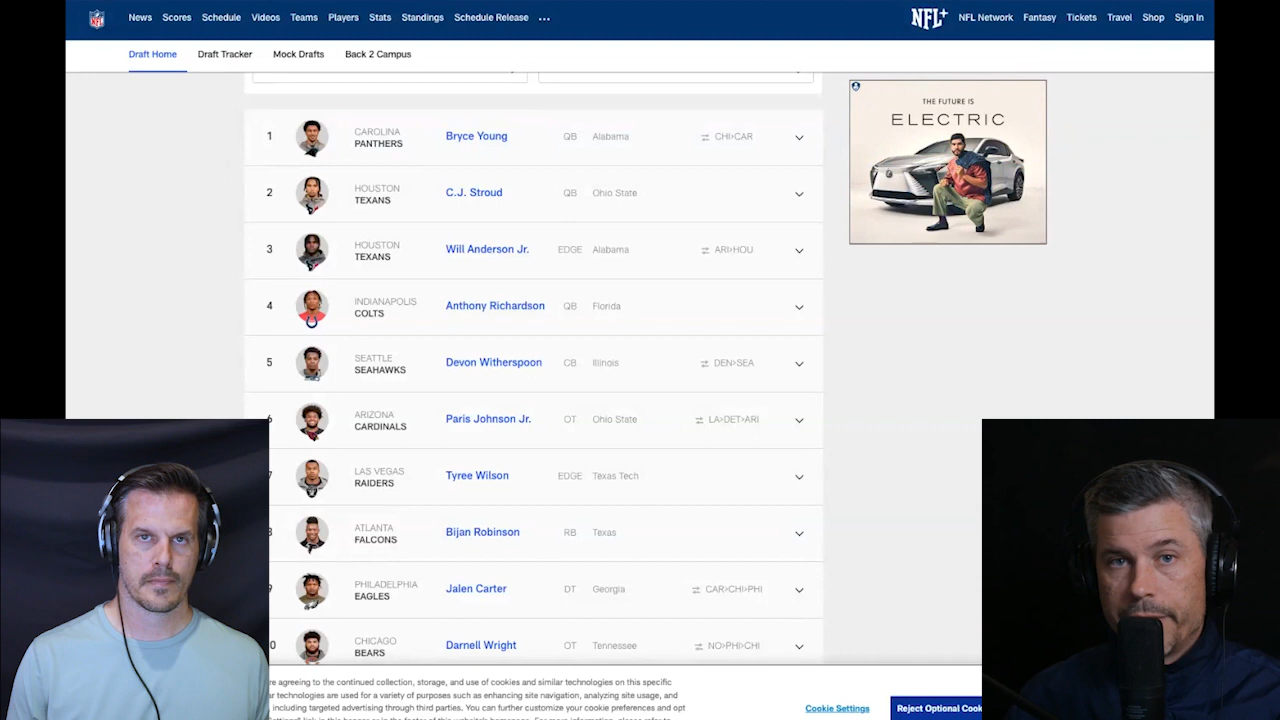 NFL
News Scores Schedule Videos Teams Players Stats Standings Schedule Release ... NFL+ NFL Network Fantasy Tickets Travel Shop Sign In
Draft Home Draft Tracker Mock Drafts Back 2 Campus
THE FUTURE IS
ELECTRIC
1 CAROLINA PANTHERS Bryce Young QB Alabama CHI>CAR
2 HOUSTON TEXANS C.J. Stroud QB Ohio State
3 HOUSTON TEXANS Will Anderson Jr. EDGE Alabama ARI>HOU
4 INDIANAPOLIS COLTS Anthony Richardson QB Florida
5 SEATTLE SEAHAWKS Devon Witherspoon CB Illinois DEN>SEA
6 ARIZONA CARDINALS Paris Johnson Jr. OT Ohio State LA>DET>ARI
LAS VEGAS RAIDERS Tyree Wilson EDGE Texas Tech
ATLANTA FALCONS Bijan Robinson RB Texas
PHILADELPHIA EAGLES Jalen Carter DT Georgia CAR>CHI>PHI
0 CHICAGO BEARS Darnell Wright OT Tennessee NO>PHI>CHI
re agreeing to the continued collection, storage, and use of cookies and similar technologies on this specific
ar technologies are used for a variety of purposes such as enhancing site navigation, analyzing site usage, and
including targeted advertising through third parties. You can further customize your cookie preferences and opt
Cookie Settings Reject Optional Cook